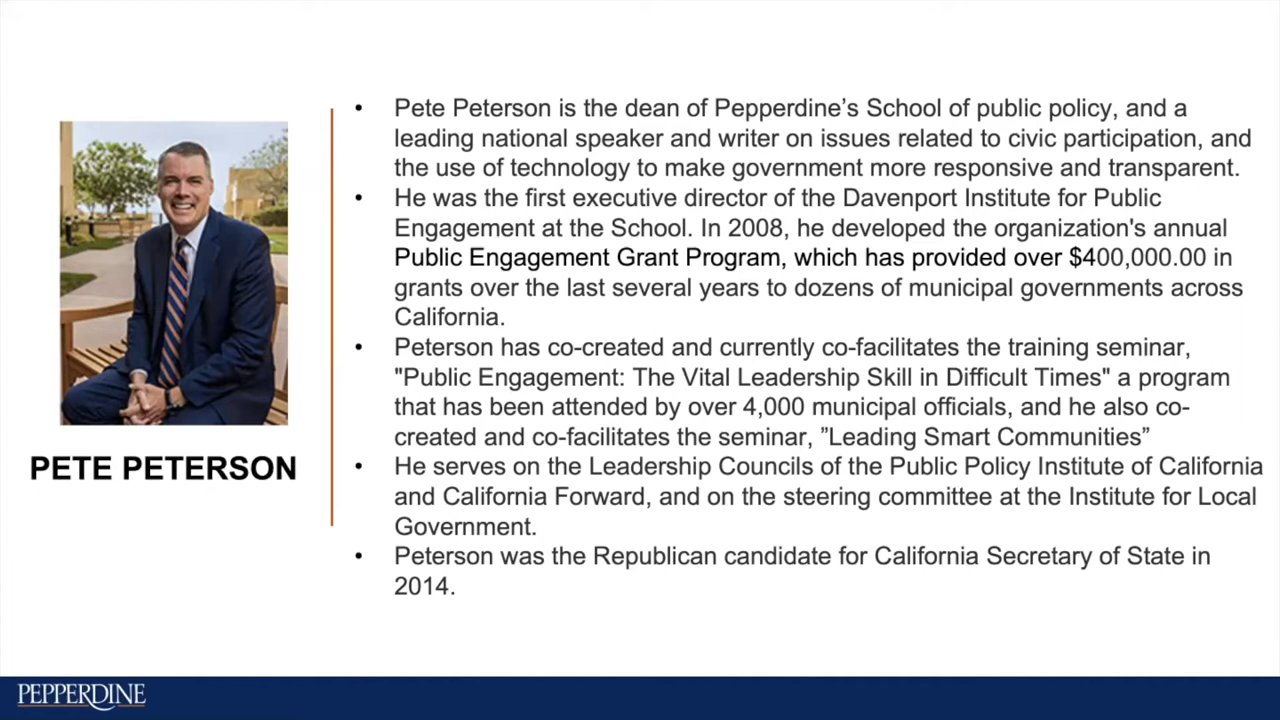 • Pete Peterson is the dean of Pepperdine’s School of public policy, and a
leading national speaker and writer on issues related to civic participation, and
the use of technology to make government more responsive and transparent.
• He was the first executive director of the Davenport Institute for Public
Engagement at the School. In 2008, he developed the organization's annual
Public Engagement Grant Program, which has provided over $400,000.00 in
grants over the last several years to dozens of municipal governments across
California.
• Peterson has co-created and currently co-facilitates the training seminar,
"Public Engagement: The Vital Leadership Skill in Difficult Times" a program
that has been attended by over 4,000 municipal officials, and he also co-
created and co-facilitates the seminar, ”Leading Smart Communities”
• He serves on the Leadership Councils of the Public Policy Institute of California
and California Forward, and on the steering committee at the Institute for Local
Government.
• Peterson was the Republican candidate for California Secretary of State in
2014.
PETE PETERSON
PEPPERDINE